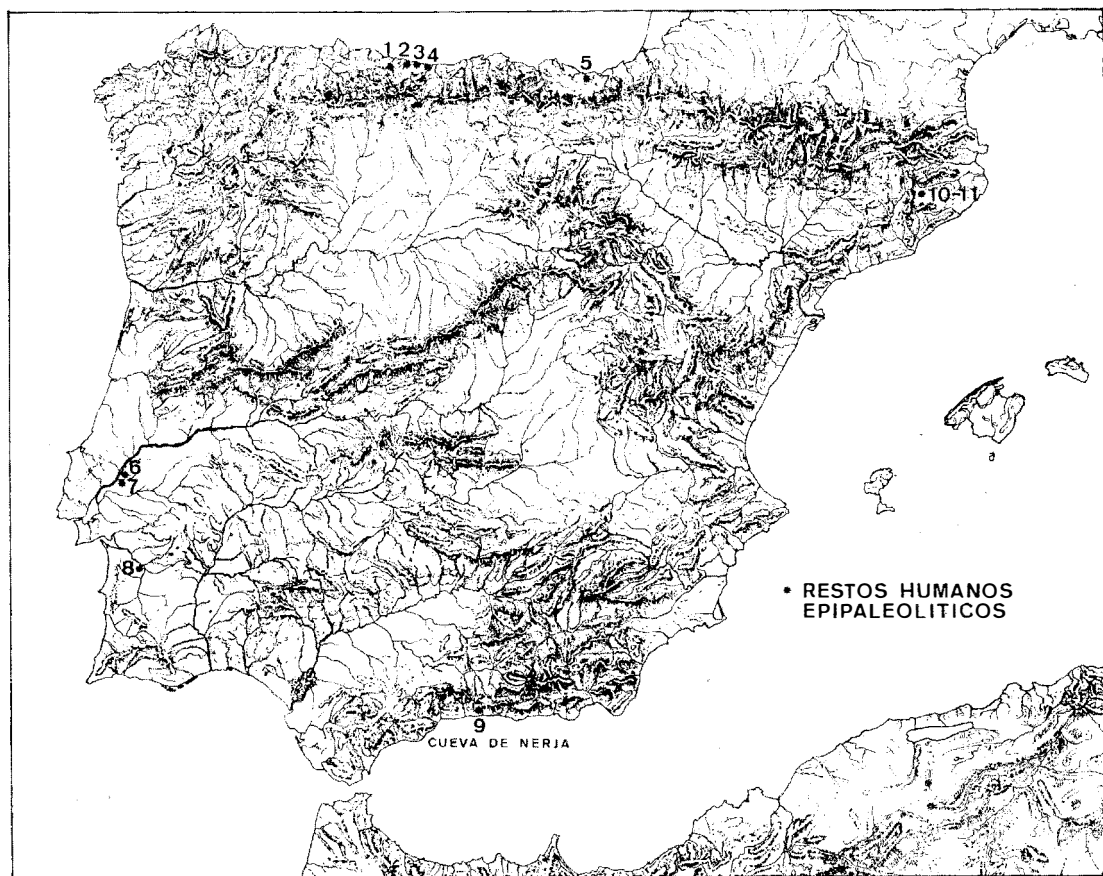 1 2 3 4
5
10-11
6
7
8
• RESTOS HUMANOS
EPIPALEOLITICOS
9
CUEVA DE NERJA